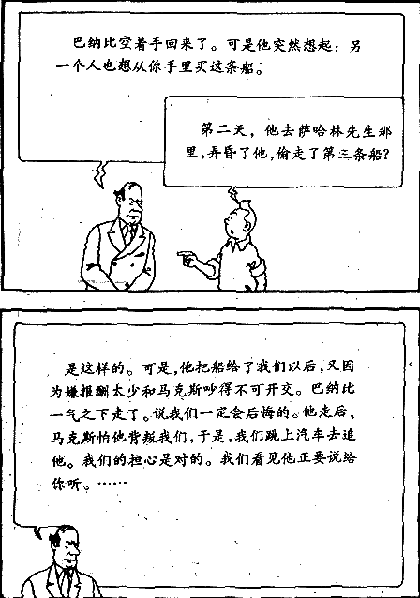 巴纳比空着手回来了。可是他突然想起：另
一个人也想从你手里买这条船。
第二天，他去萨哈林先生那
里，弄昏了他，偷走了第三条船？
是这样的。可是，他把船给了我们以后，又因
为嫌报酬太少和马克斯吵得不可开交。巴纳比
一气之下走了。说我们一定会后悔的。他走后，
马克斯怕他背叛我们，于是，我们跳上汽车去追
他。我们的担心是对的。我们看见他正要说给
你听。……